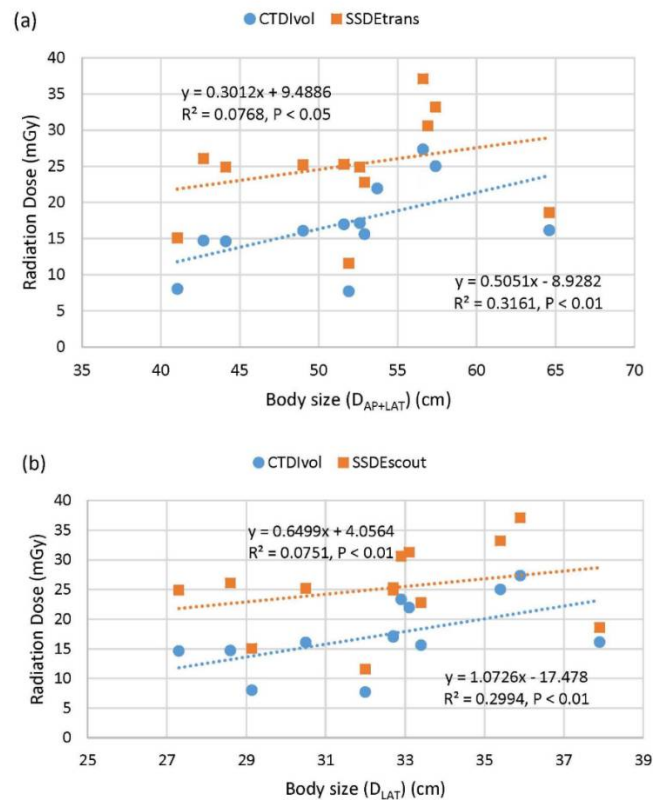 (a)
CTDIvol SSDEtrans
40
35
30
25
20
15
10
5
0
Radiation Dose (mGy)
y = 0.3012x + 9.4886
R² = 0.0768, P < 0.05
y = 0.5051x - 8.9282
R² = 0.3161, P < 0.01
35 40 45 50 55 60 65 70
Body size (D_AP+LAT) (cm)
(b)
CTDIvol SSDEscout
40
35
30
25
20
15
10
5
0
Radiation Dose (mGy)
y = 0.6499x + 4.0564
R² = 0.0751, P < 0.01
y = 1.0726x - 17.478
R² = 0.2994, P < 0.01
25 27 29 31 33 35 37 39
Body size (D_LAT) (cm)